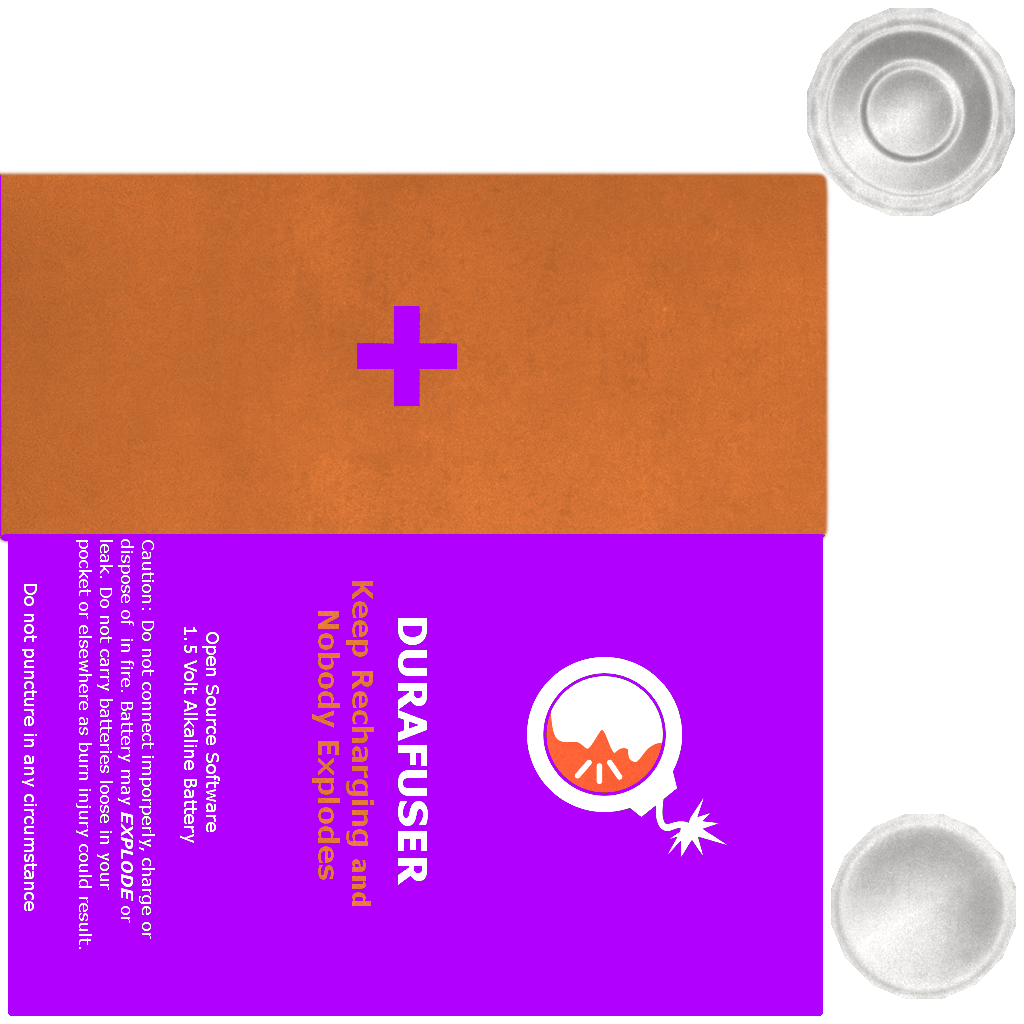 DURAFUSER
Keep Recharging and
Nobody Explodes
Open Source Software
1.5 Volt Alkaline Battery
Caution: Do not connect imporperly, charge or
dispose of in fire. Battery may EXPLODE or
leak. Do not carry batteries loose in your
pocket or elsewhere as burn injury could result.
Do not puncture in any circumstance